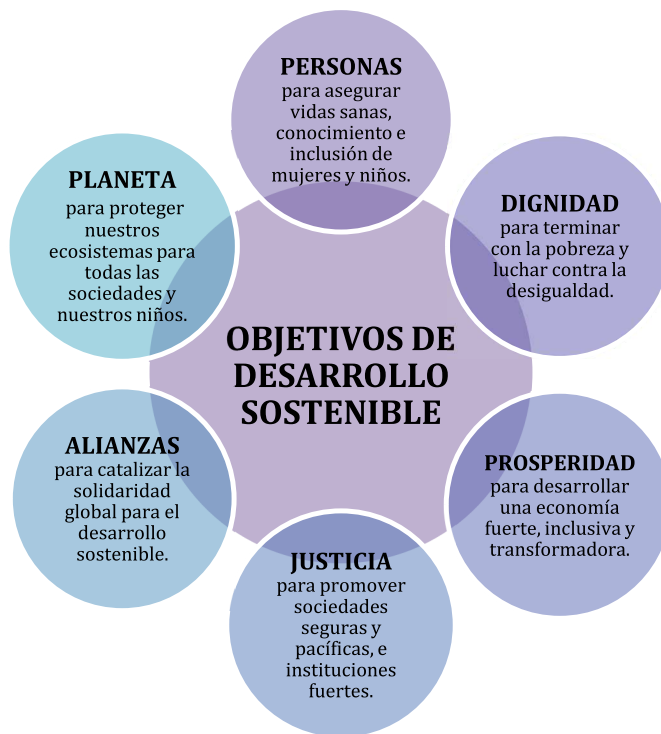 PERSONAS
para asegurar
vidas sanas,
conocimiento e
inclusión de
mujeres y niños.
DIGNIDAD
para terminar
con la pobreza y
luchar contra la
desigualdad.
PROSPERIDAD
para desarrollar
una economía
fuerte, inclusiva y
transformadora.
JUSTICIA
para promover
sociedades
seguras y
pacíficas, e
instituciones
fuertes.
ALIANZAS
para catalizar la
solidaridad
global para el
desarrollo
sostenible.
PLANETA
para proteger
nuestros
ecosistemas para
todas las
sociedades y
nuestros niños.
OBJETIVOS DE
DESARROLLO
SOSTENIBLE